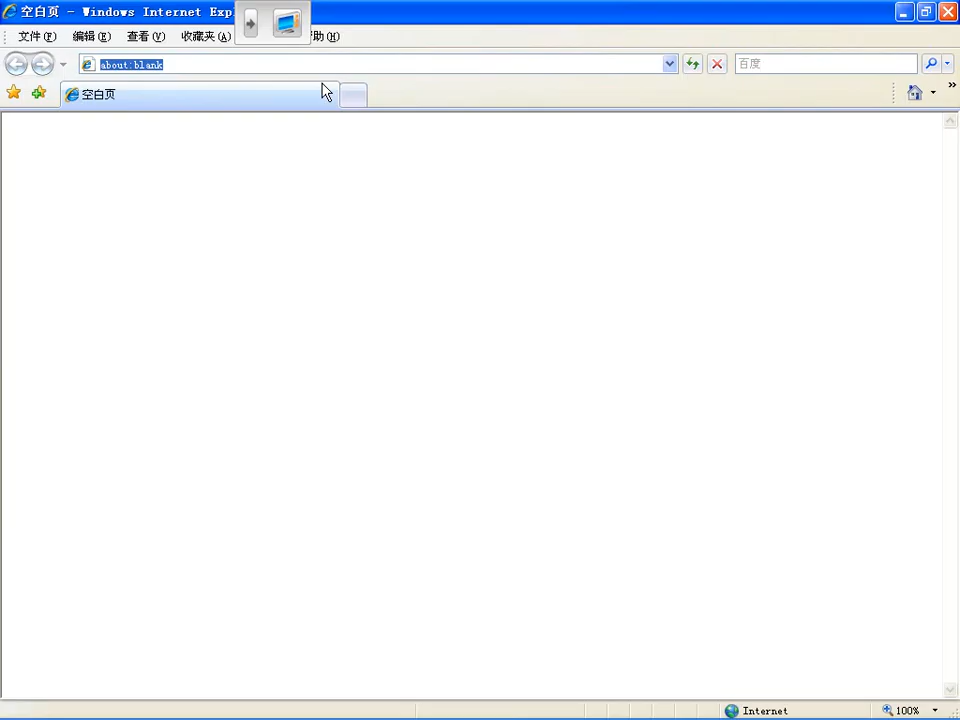 空白页 - Windows Internet Exp
文件(F) 编辑(E) 查看(V) 收藏夹(A) 助(H)
about:blank
百度
空白页
Internet
100%